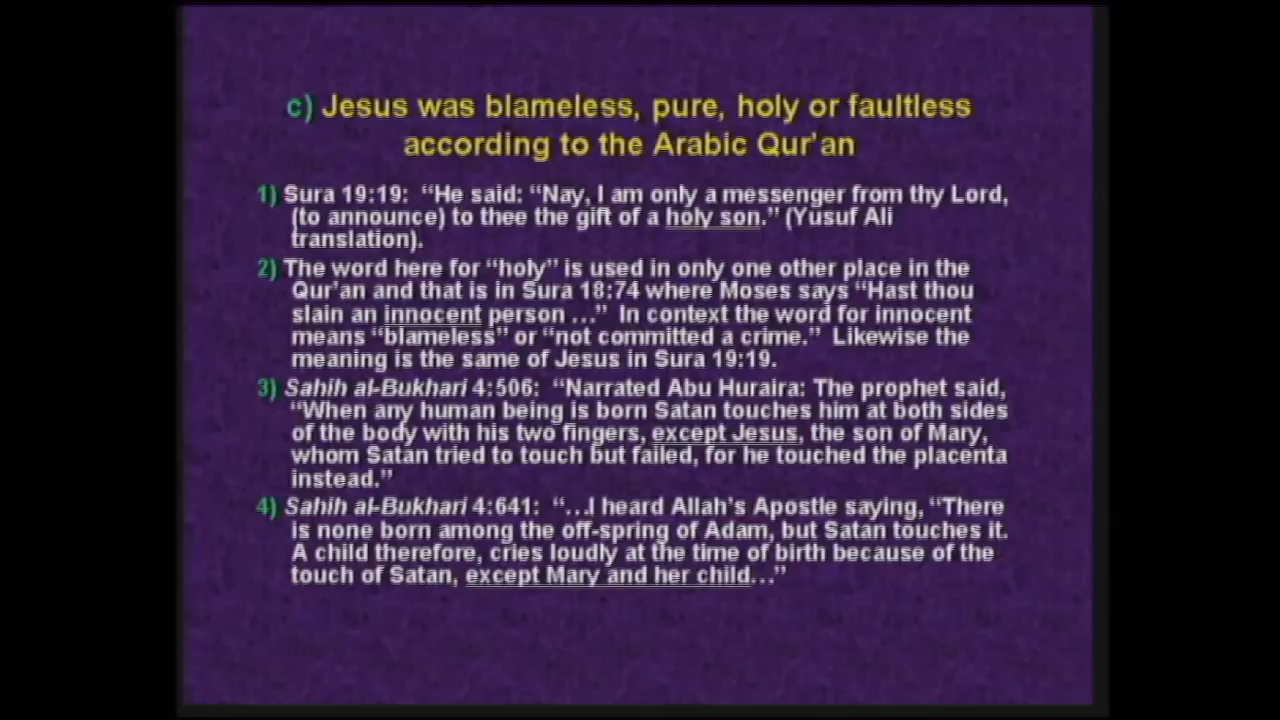 c) Jesus was blameless, pure, holy or faultless
according to the Arabic Qur'an
1) Sura 19:19: “He said: “Nay, I am only a messenger from thy Lord,
(to announce) to thee the gift of a holy son.” (Yusuf Ali
translation).
2) The word here for “holy” is used in only one other place in the
Qur'an and that is in Sura 18:74 where Moses says “Hast thou
slain an innocent person ...” In context the word for innocent
means “blameless” or “not committed a crime.” Likewise the
meaning is the same of Jesus in Sura 19:19.
3) Sahih al-Bukhari 4:506: “Narrated Abu Huraira: The prophet said,
“When any human being is born Satan touches him at both sides
of the body with his two fingers, except Jesus, the son of Mary,
whom Satan tried to touch but failed, for he touched the placenta
instead.”
4) Sahih al-Bukhari 4:641: “...I heard Allah's Apostle saying, “There
is none born among the off-spring of Adam, but Satan touches it.
A child therefore, cries loudly at the time of birth because of the
touch of Satan, except Mary and her child...”